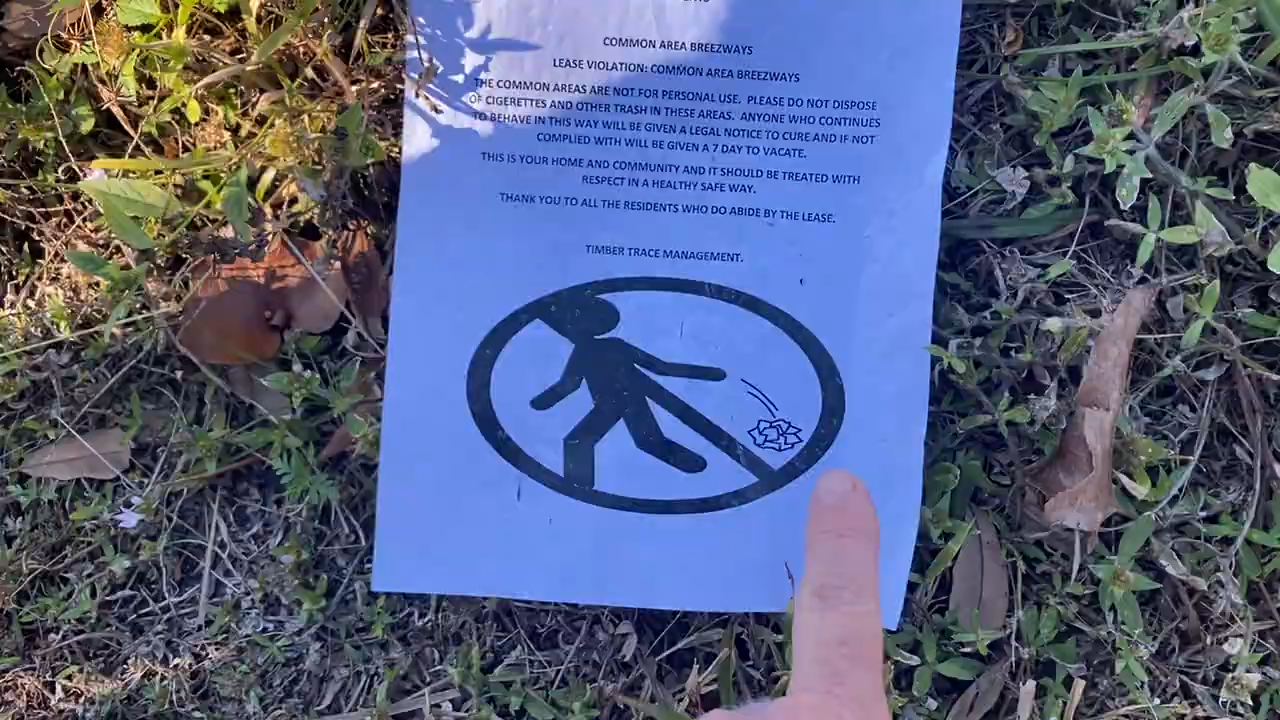 COMMON AREA BREEZWAYS
LEASE VIOLATION: COMMON AREA BREEZWAYS
THE COMMON AREAS ARE NOT FOR PERSONAL USE. PLEASE DO NOT DISPOSE
OF CIGERETTES AND OTHER TRASH IN THESE AREAS. ANYONE WHO CONTINUES
TO BEHAVE IN THIS WAY WILL BE GIVEN A LEGAL NOTICE TO CURE AND IF NOT
COMPLIED WITH WILL BE GIVEN A 7 DAY TO VACATE.
THIS IS YOUR HOME AND COMMUNITY AND IT SHOULD BE TREATED WITH
RESPECT IN A HEALTHY SAFE WAY.
THANK YOU TO ALL THE RESIDENTS WHO DO ABIDE BY THE LEASE.
TIMBER TRACE MANAGEMENT.